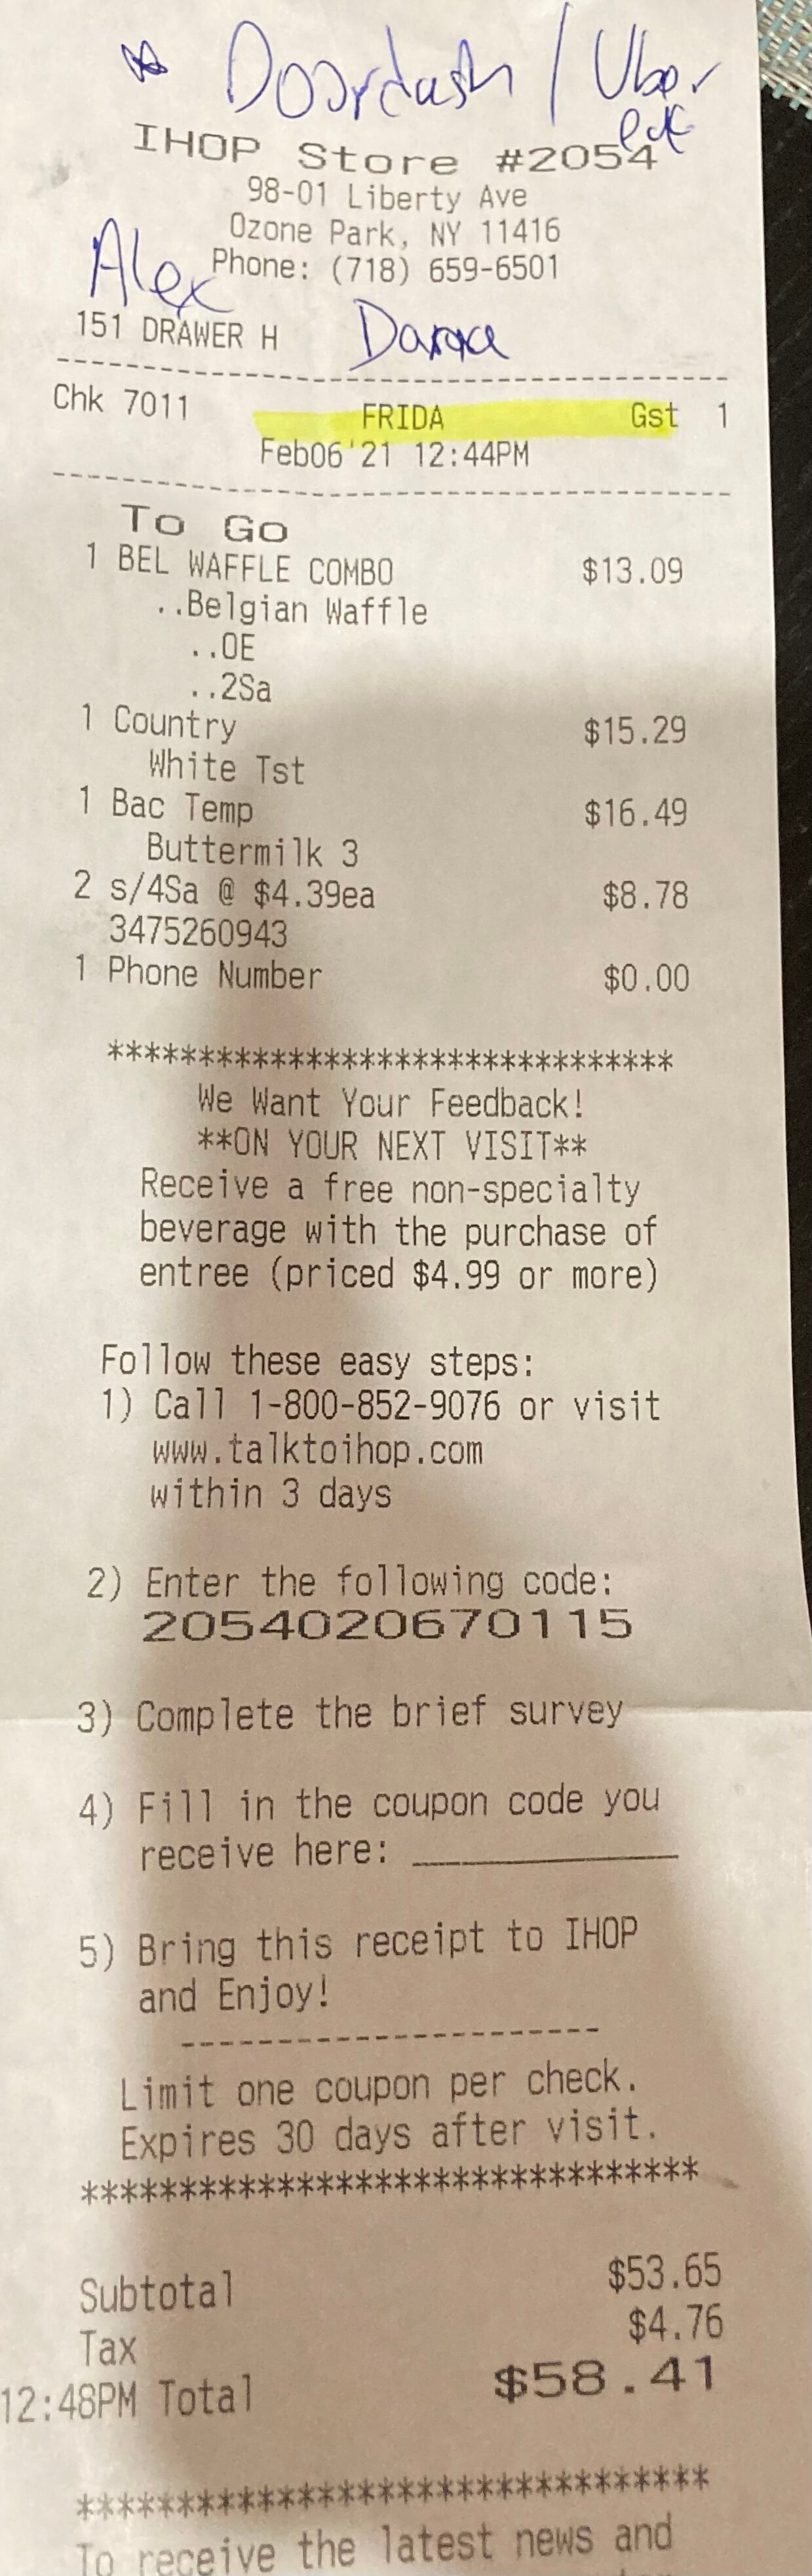 * Doordash / Uber
eat
IHOP Store #2054
98-01 Liberty Ave
Ozone Park, NY 11416
Alex
Phone: (718) 659-6501
151 DRAWER H
Chk 7011 FRIDA Gst 1
Feb06'21 12:44PM
To Go
1 BEL WAFFLE COMBO $13.09
..Belgian Waffle
..OE
..2Sa
1 Country $15.29
White Tst
1 Bac Temp $16.49
Buttermilk 3
2 s/4Sa @ $4.39ea $8.78
3475260943
1 Phone Number $0.00
*********************************
We Want Your Feedback!
**ON YOUR NEXT VISIT**
Receive a free non-specialty
beverage with the purchase of
entree (priced $4.99 or more)
Follow these easy steps:
1) Call 1-800-852-9076 or visit
www.talktoihop.com
within 3 days
2) Enter the following code:
2054020670115
3) Complete the brief survey
4) Fill in the coupon code you
receive here: ______________
5) Bring this receipt to IHOP
and Enjoy!
----------------------
Limit one coupon per check.
Expires 30 days after visit.
*********************************
Subtotal $53.65
Tax $4.76
12:48PM Total $58.41
*********************************
To receive the latest news and